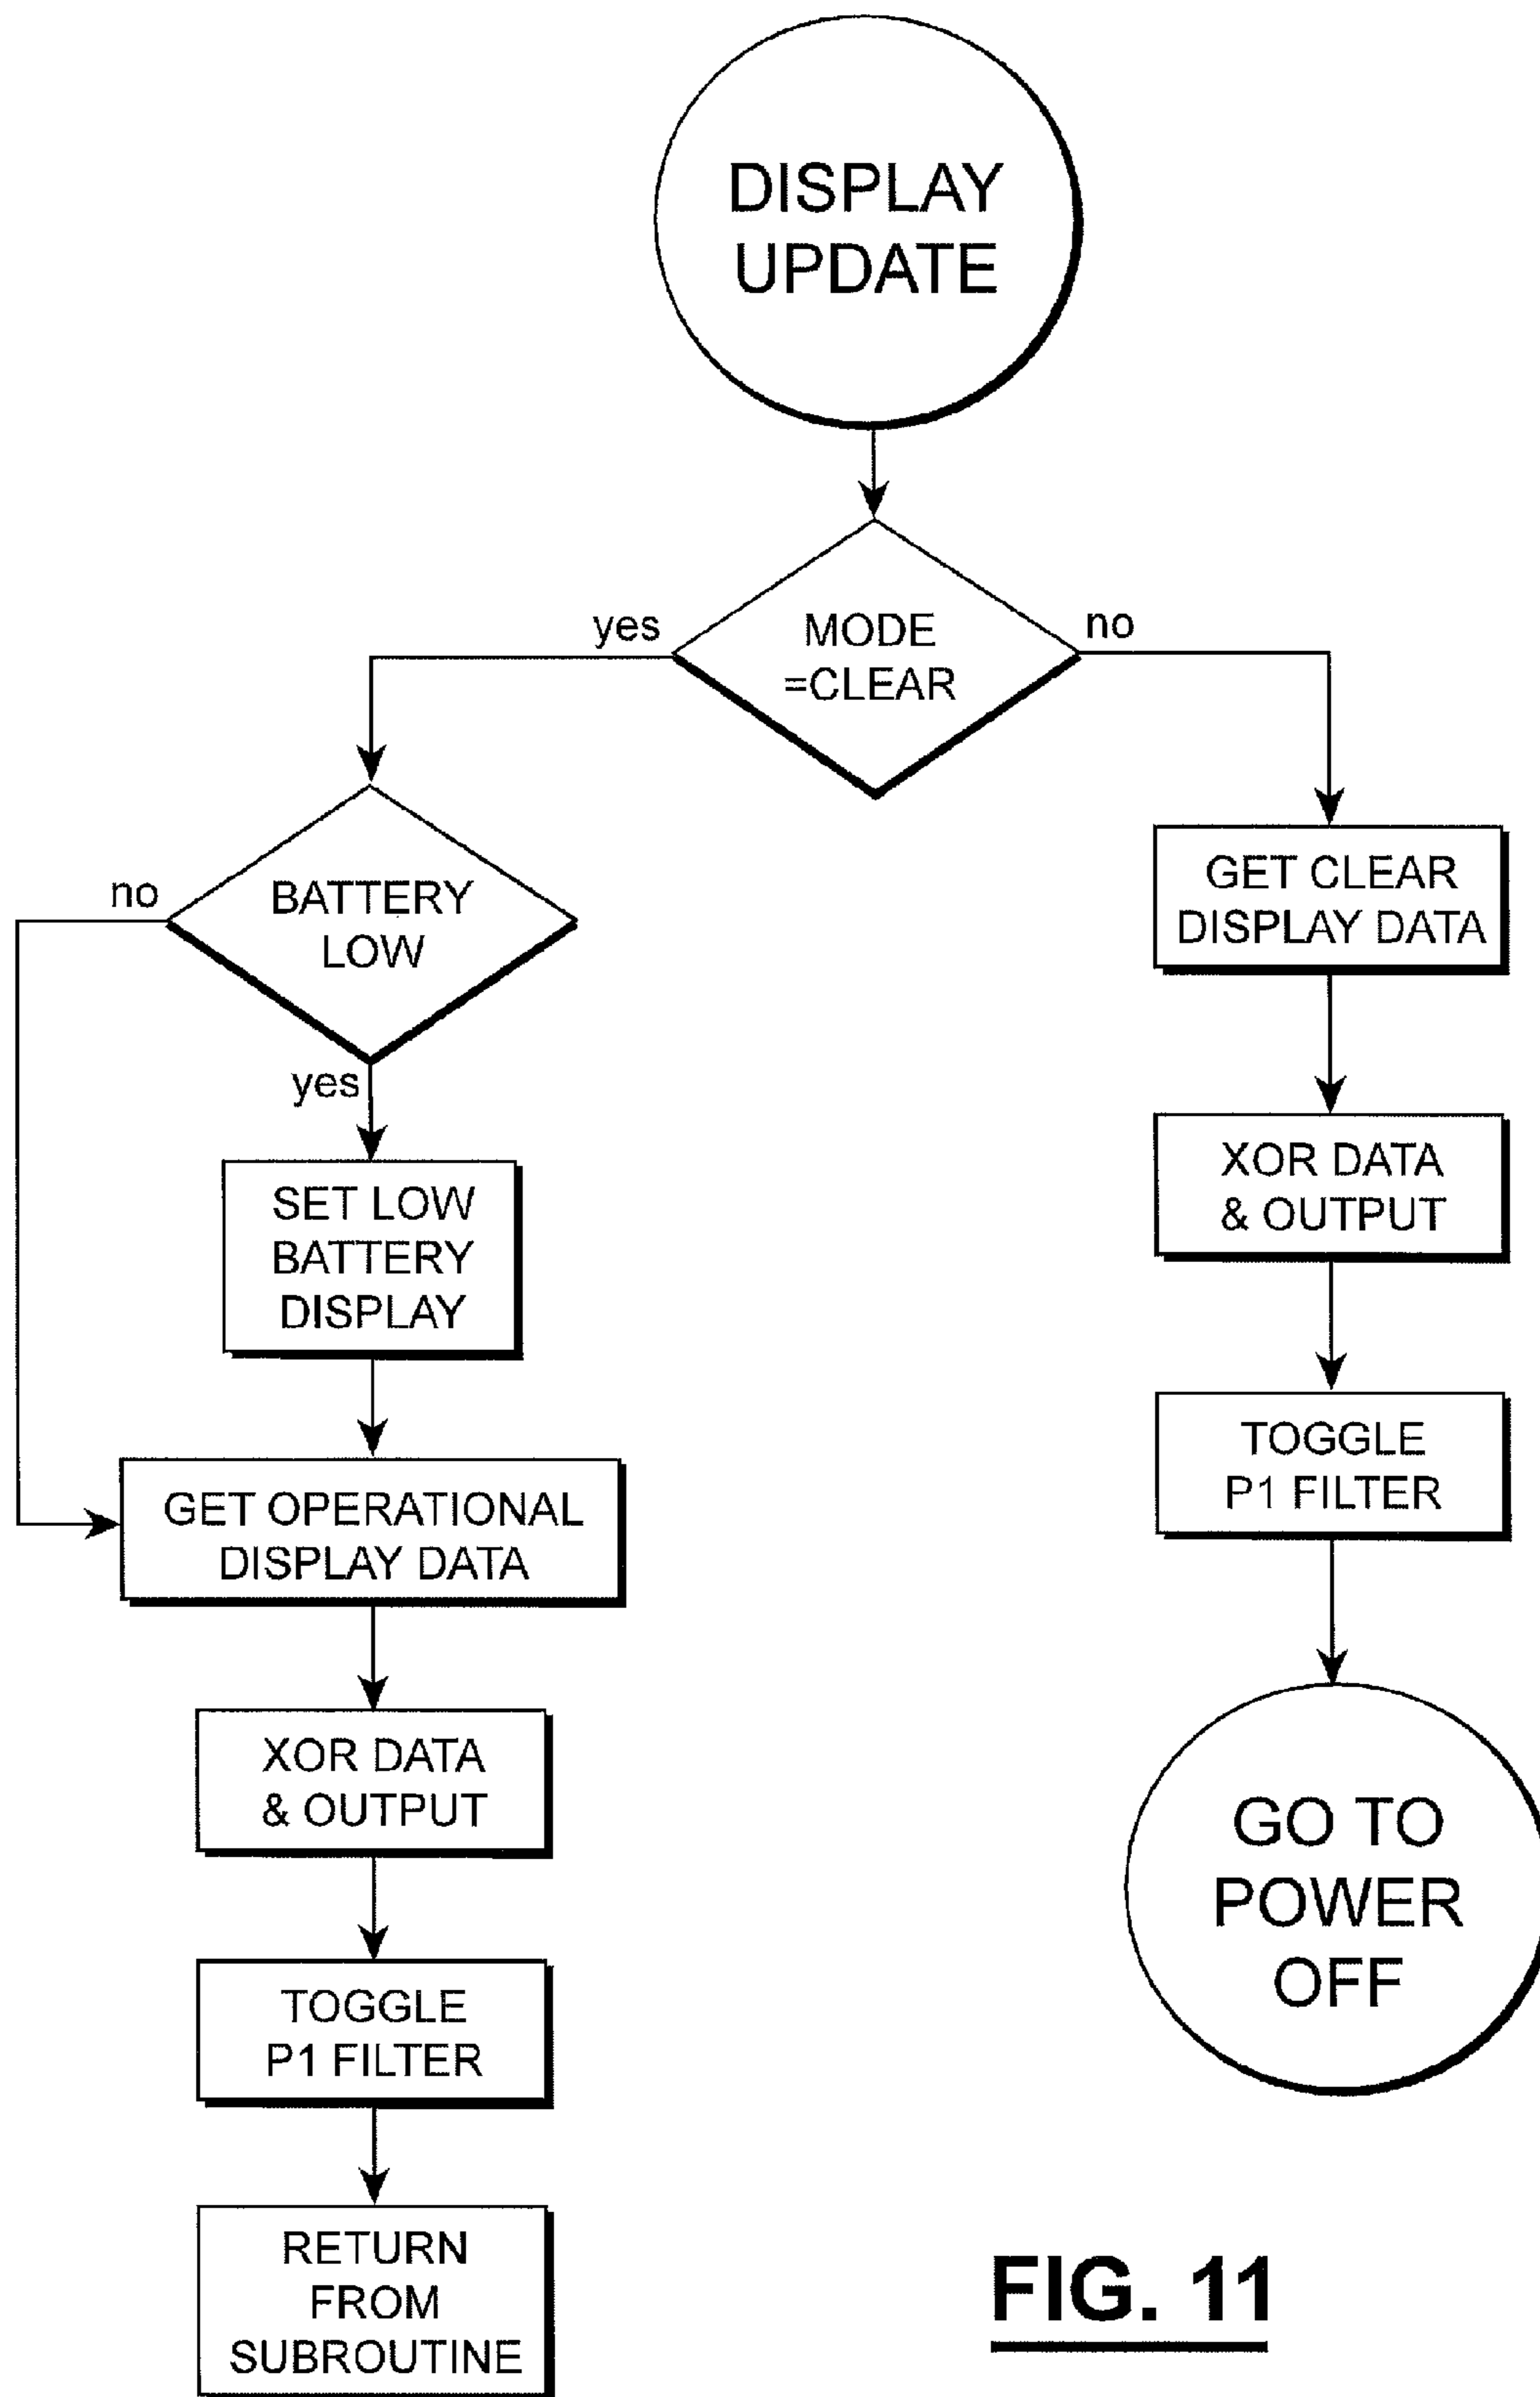 DISPLAY
UPDATE
yes
MODE
=CLEAR
no
no
BATTERY
LOW
yes
SET LOW
BATTERY
DISPLAY
GET OPERATIONAL
DISPLAY DATA
XOR DATA
& OUTPUT
TOGGLE
P1 FILTER
RETURN
FROM
SUBROUTINE
GET CLEAR
DISPLAY DATA
XOR DATA
& OUTPUT
TOGGLE
P1 FILTER
GO TO
POWER
OFF
FIG. 11